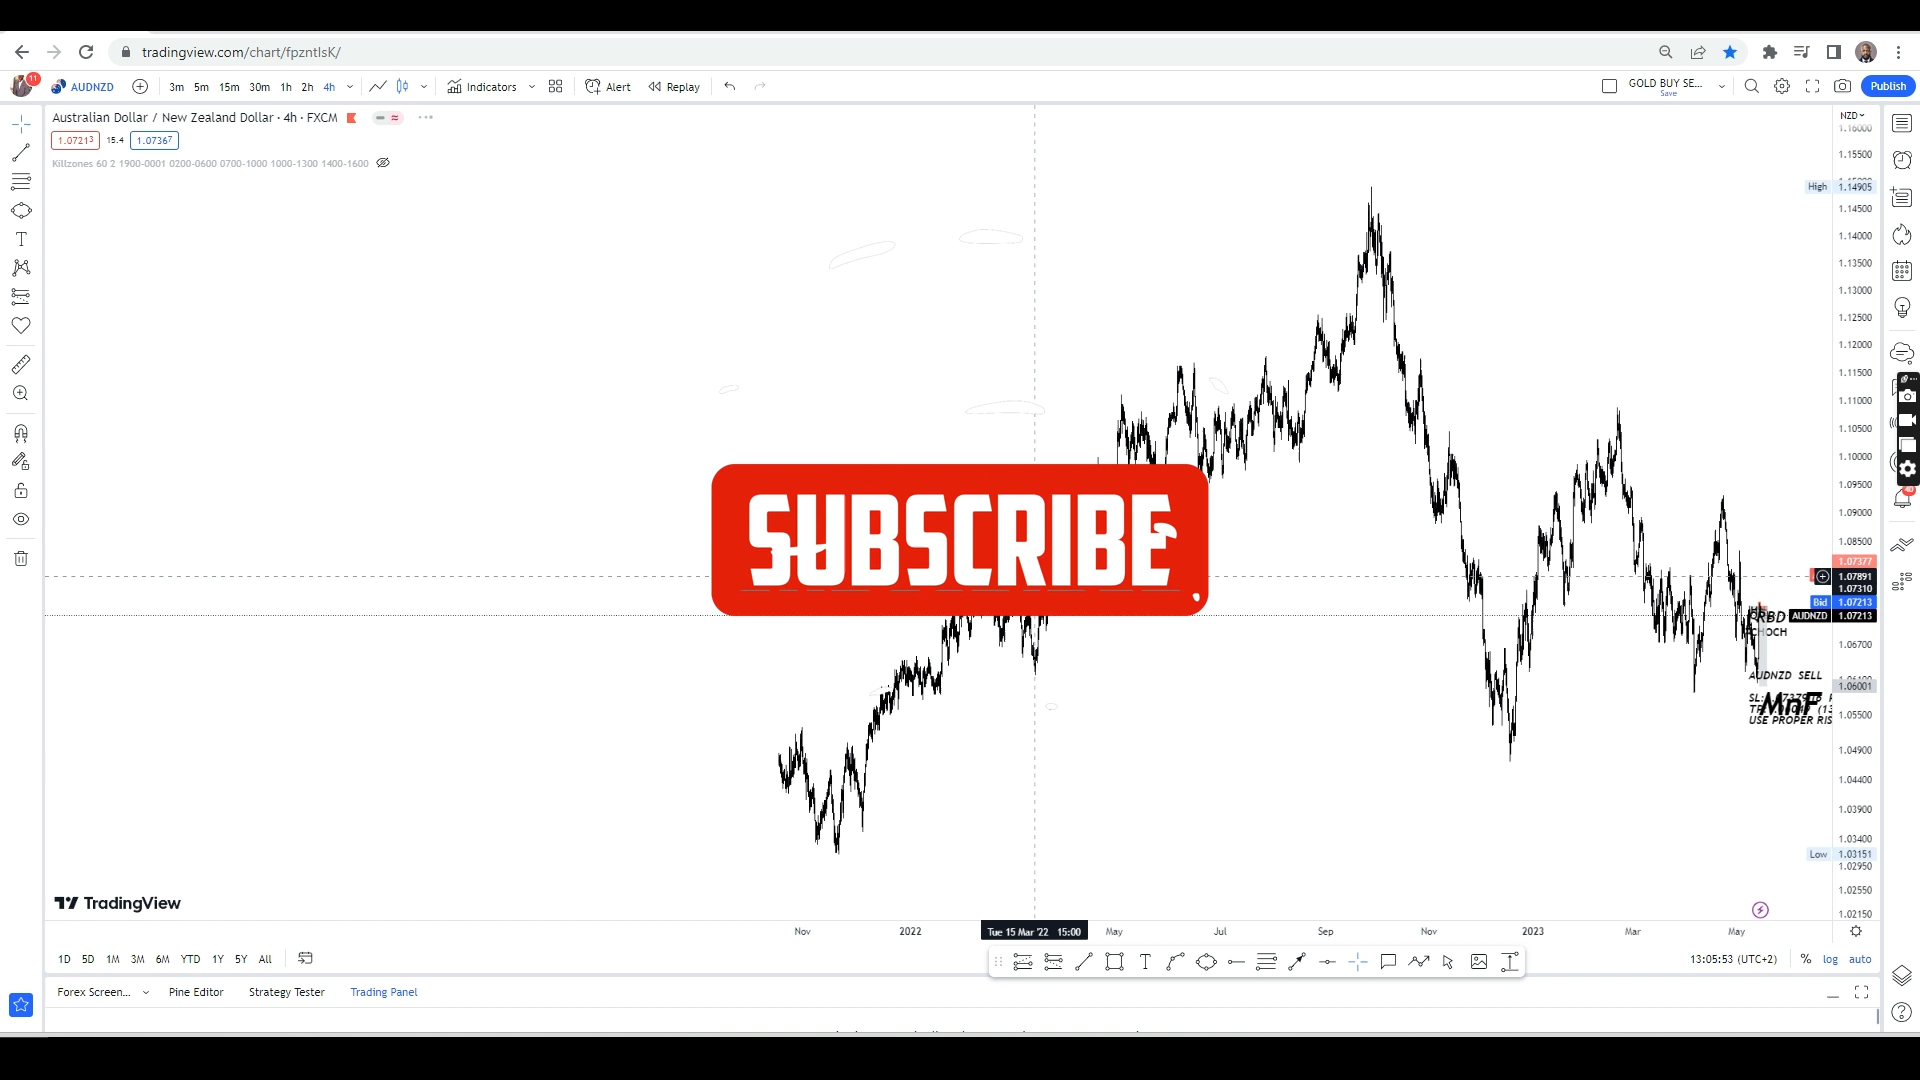 tradingview.com/chart/fpzntIsK/
11 AUDNZD 3m 5m 15m 30m 1h 2h 4h Indicators Alert Replay GOLD BUY SE... Save Publish
Australian Dollar / New Zealand Dollar · 4h · FXCM
1.07213 15.4 1.07367
Killzones 60 2 1900-0001 0200-0600 0700-1000 1000-1300 1400-1600
NZD
1.16000
1.15500
High 1.14905
1.14500
1.14000
1.13500
1.13000
1.12500
1.12000
1.11500
1.11000
1.10500
1.10000
1.09500
1.09000
1.08500
SUBSCRIBE
1.07377
1.07891
1.07310
Bid 1.07213
AUDNZD 1.07213
CHOCH
1.06700
AUDNZD SELL
1.06001
MnF
USE PROPER RIS
1.05500
1.04900
1.04400
1.03900
1.03400
Low 1.03151
1.02950
1.02550
1.02150
TradingView
Nov 2022 Tue 15 Mar '22 15:00 May Jul Sep Nov 2023 Mar May
1D 5D 1M 3M 6M YTD 1Y 5Y All
13:05:53 (UTC+2) % log auto
Forex Screen... Pine Editor Strategy Tester Trading Panel